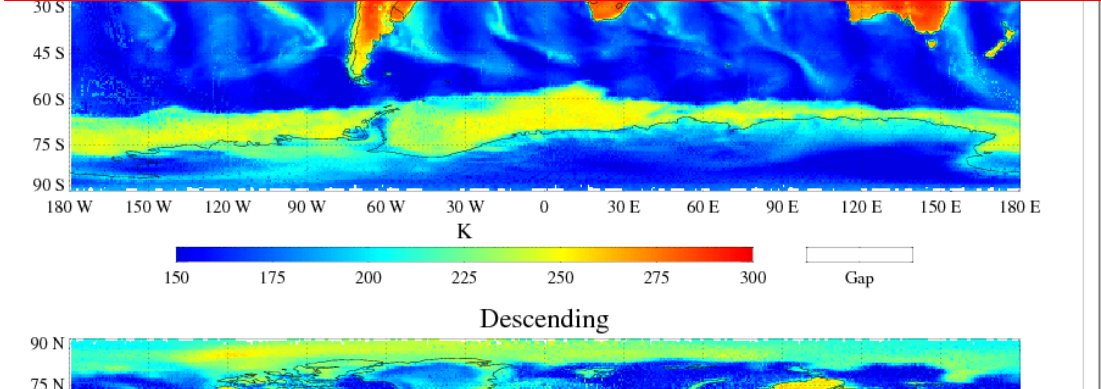 30 S
45 S
60 S
75 S
90 S
180 W 150 W 120 W 90 W 60 W 30 W 0 30 E 60 E 90 E 120 E 150 E 180 E
K
150 175 200 225 250 275 300 Gap
Descending
90 N
75 N